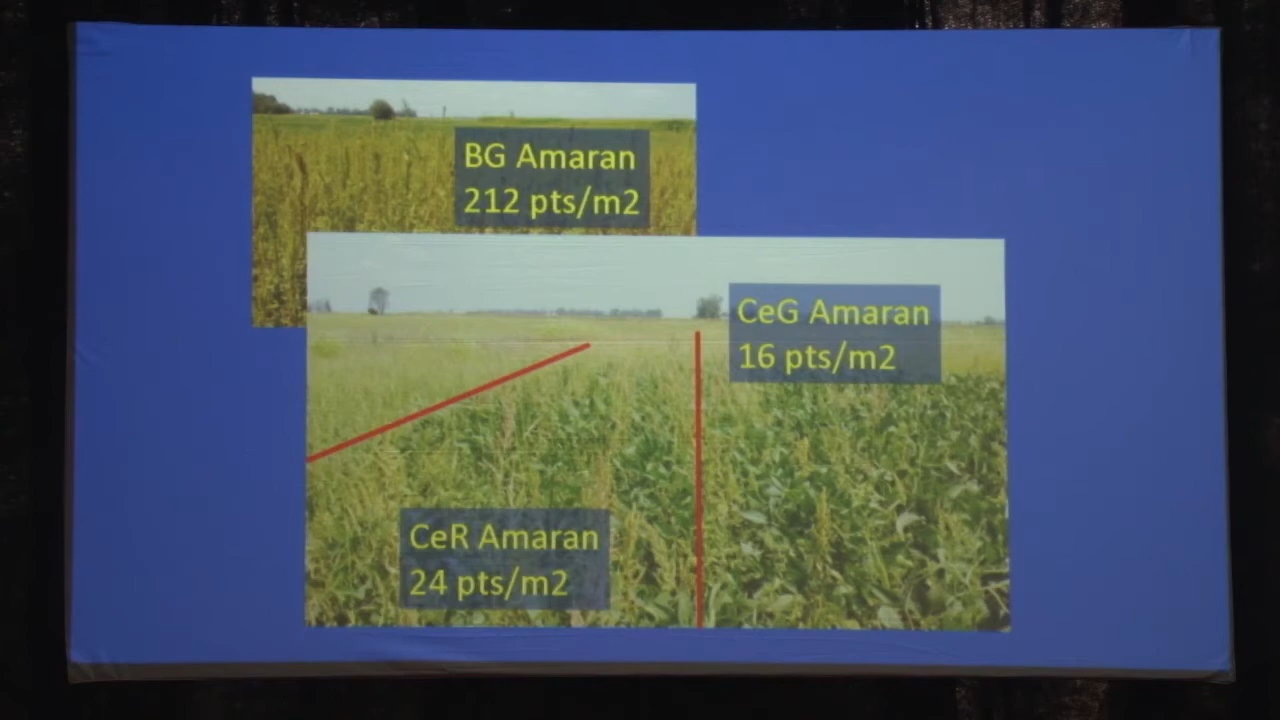 BG Amaran
212 pts/m2
CeG Amaran
16 pts/m2
CeR Amaran
24 pts/m2